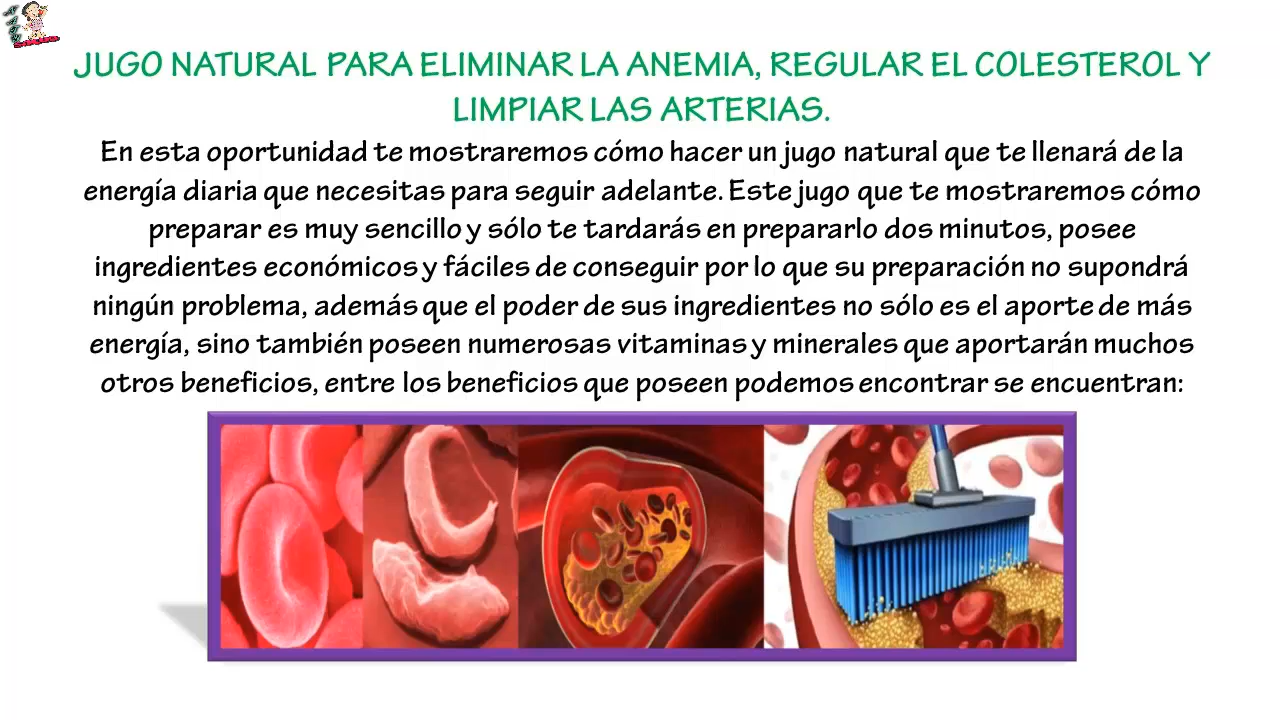 JUGO NATURAL PARA ELIMINAR LA ANEMIA, REGULAR EL COLESTEROL Y
LIMPIAR LAS ARTERIAS.
En esta oportunidad te mostraremos cómo hacer un jugo natural que te llenará de la
energía diaria que necesitas para seguir adelante. Este jugo que te mostraremos cómo
preparar es muy sencillo y sólo te tardarás en prepararlo dos minutos, posee
ingredientes económicos y fáciles de conseguir por lo que su preparación no supondrá
ningún problema, además que el poder de sus ingredientes no sólo es el aporte de más
energía, sino también poseen numerosas vitaminas y minerales que aportarán muchos
otros beneficios, entre los beneficios que poseen podemos encontrar se encuentran: